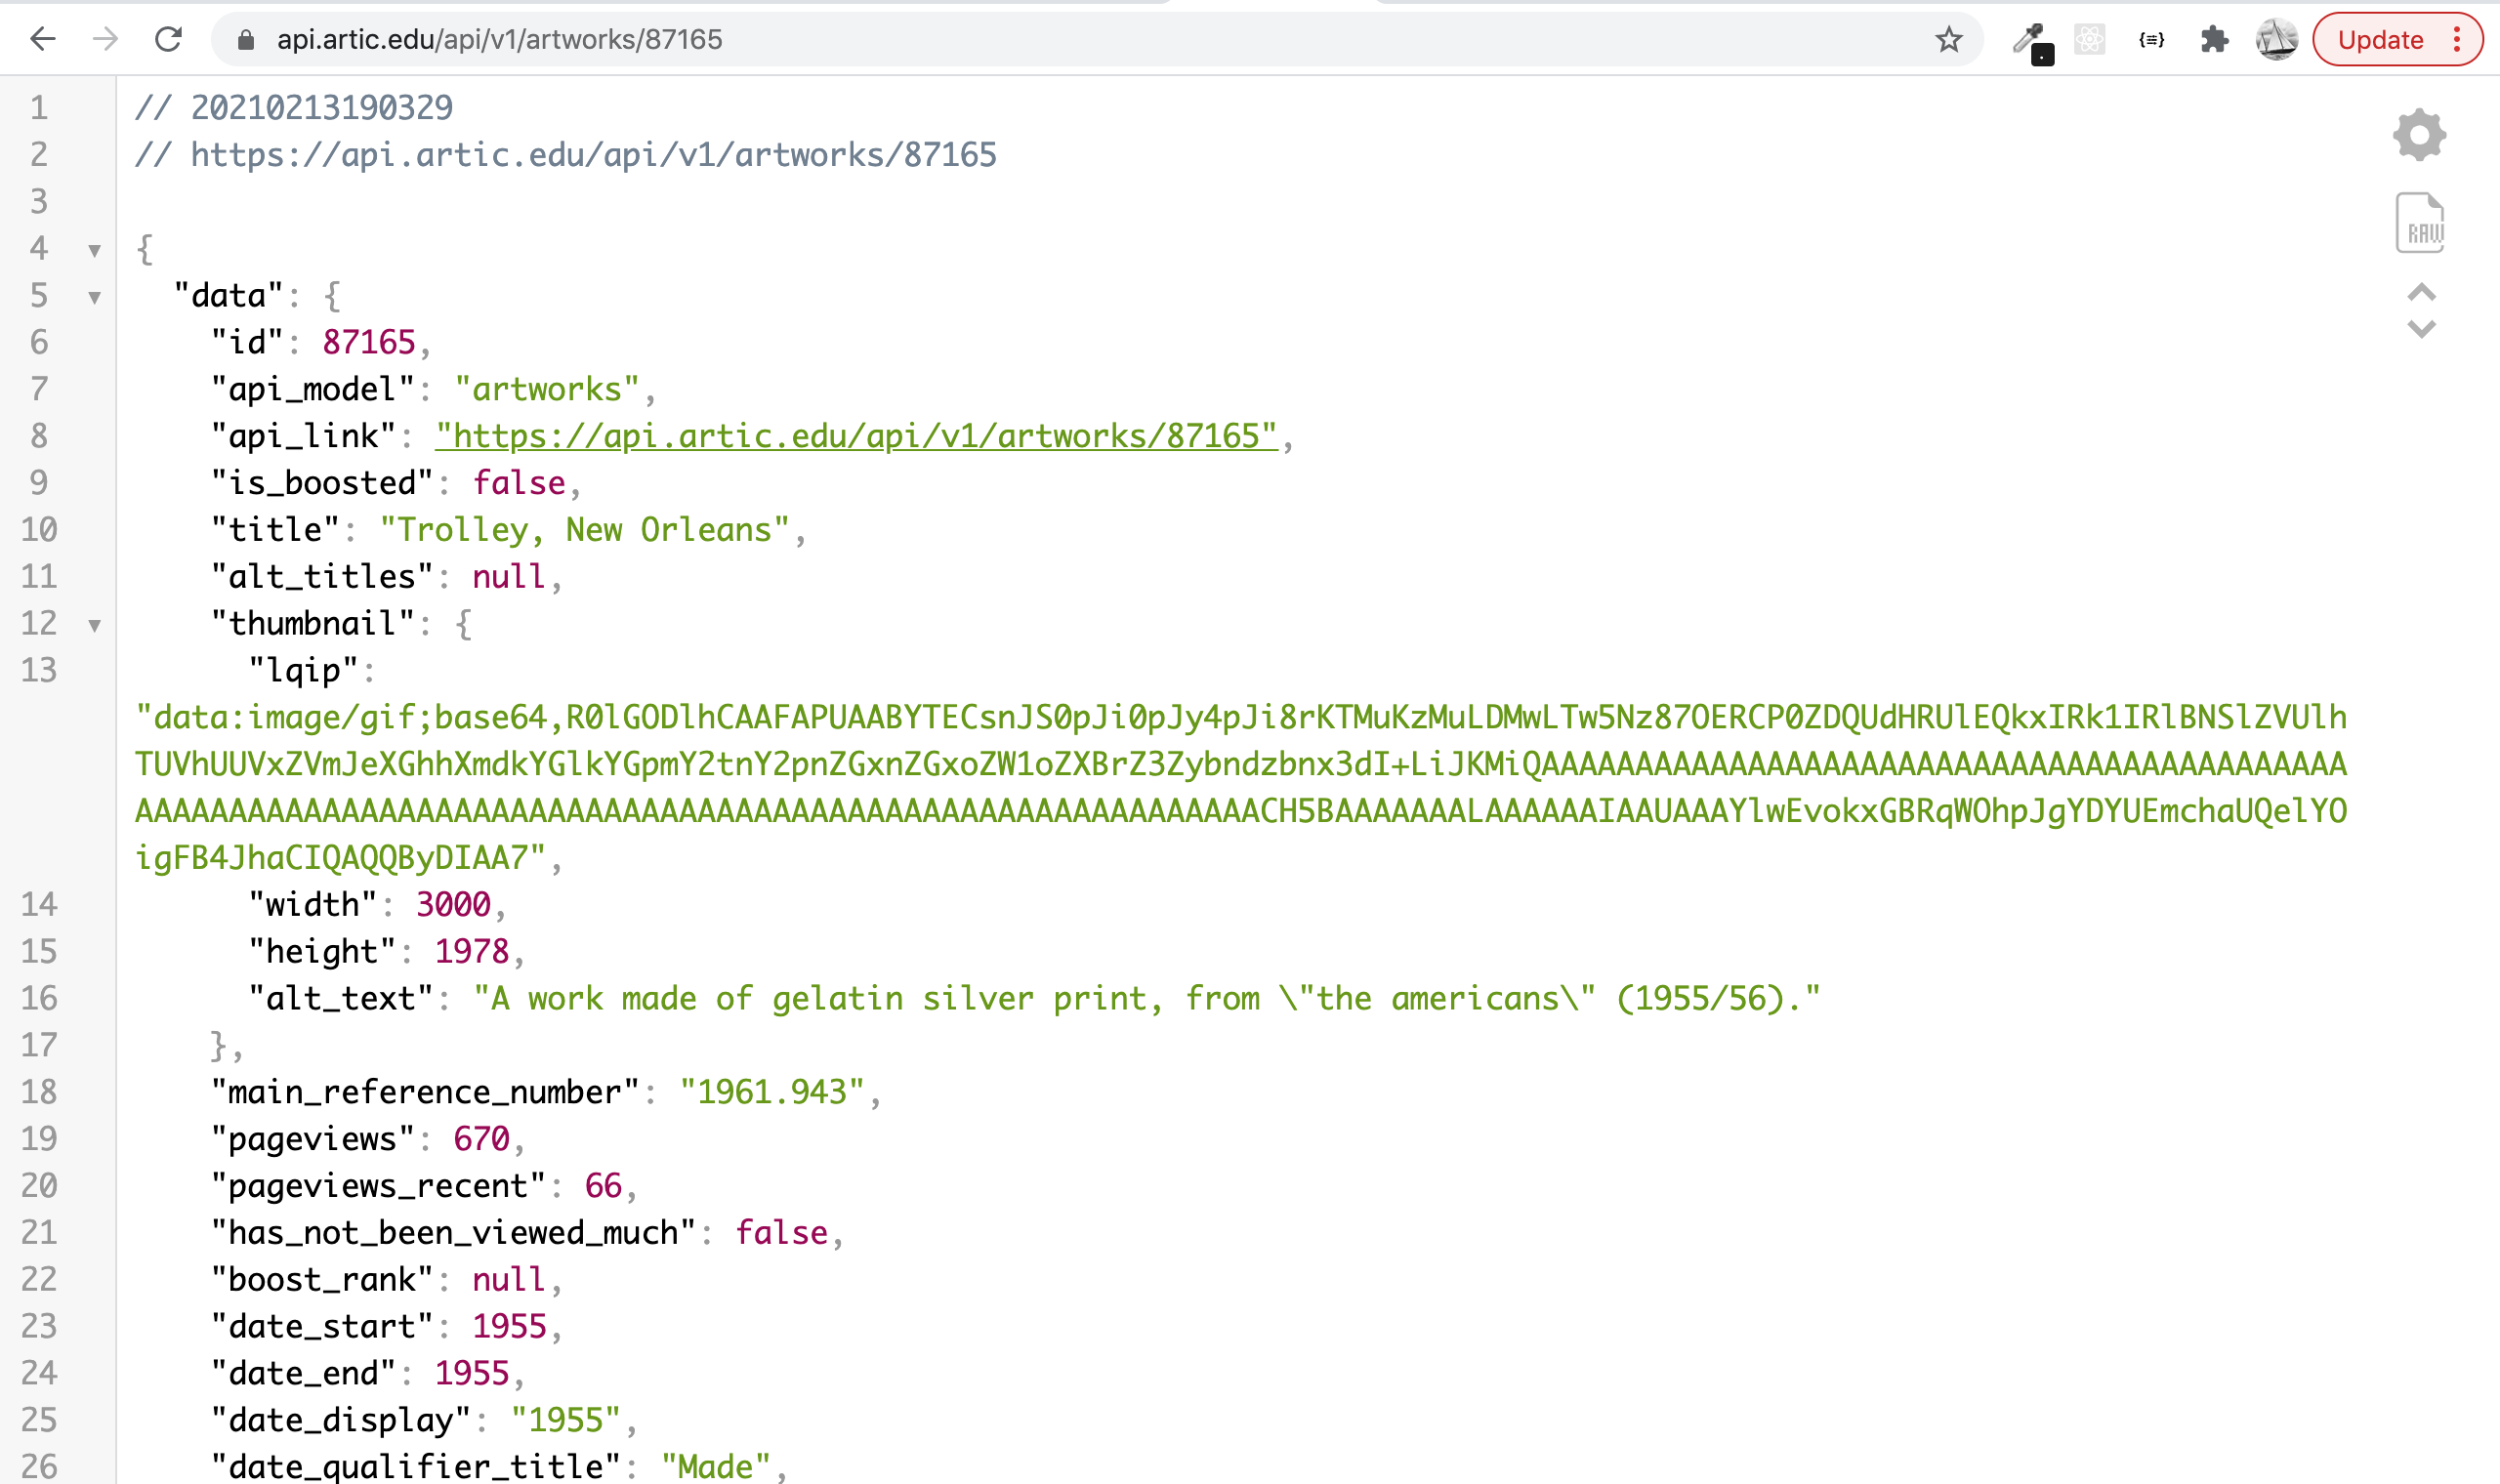 api.artic.edu/api/v1/artworks/87165
Update
1 // 20210213190329
2 // https://api.artic.edu/api/v1/artworks/87165
3
4 {
5 "data": {
6 "id": 87165,
7 "api_model": "artworks",
8 "api_link": "https://api.artic.edu/api/v1/artworks/87165",
9 "is_boosted": false,
10 "title": "Trolley, New Orleans",
11 "alt_titles": null,
12 "thumbnail": {
13 "lqip":
"data:image/gif;base64,R0lGODlhCAAFAPUAABYTECsnJS0pJi0pJy4pJi8rKTMuKzMuLDMwLTw5Nz87OERCP0ZDQUdHRUlEQkxIRk1IRlBNSlZVUlh
TUVhUUVxZVmJeXGhhXmdkYGlkYGpmY2tnY2pnZGxnZGxoZW1oZXBrZ3Zybndzbnx3dI+LiJKMiQAAAAAAAAAAAAAAAAAAAAAAAAAAAAAAAAAAAAAAAAA
AAAAAAAAAAAAAAAAAAAAAAAAAAAAAAAAAAAAAAAAAAAAAAAAAAAAAAAAAAAACH5BAAAAAAALAAAAAAIAAUAAAYlwEvokxGBRqWOhpJgYDYUEmchaUQelYO
igFB4JhaCIQAQQByDIAA7",
14 "width": 3000,
15 "height": 1978,
16 "alt_text": "A work made of gelatin silver print, from \"the americans\" (1955/56)."
17 },
18 "main_reference_number": "1961.943",
19 "pageviews": 670,
20 "pageviews_recent": 66,
21 "has_not_been_viewed_much": false,
22 "boost_rank": null,
23 "date_start": 1955,
24 "date_end": 1955,
25 "date_display": "1955",
26 "date_qualifier_title": "Made",
RAW